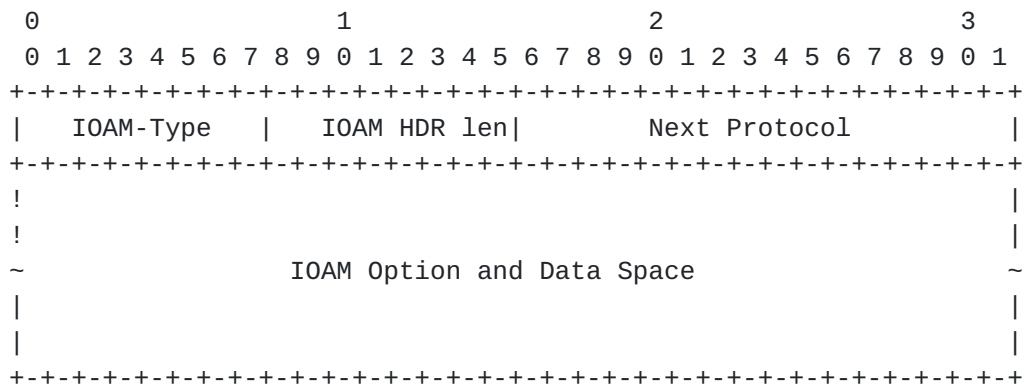 0                   1                   2                   3
 0 1 2 3 4 5 6 7 8 9 0 1 2 3 4 5 6 7 8 9 0 1 2 3 4 5 6 7 8 9 0 1
+-+-+-+-+-+-+-+-+-+-+-+-+-+-+-+-+-+-+-+-+-+-+-+-+-+-+-+-+-+-+-+-+
|   IOAM-Type   |   IOAM HDR len|        Next Protocol          |
+-+-+-+-+-+-+-+-+-+-+-+-+-+-+-+-+-+-+-+-+-+-+-+-+-+-+-+-+-+-+-+-+
!                                                               |
!                                                               |
~                 IOAM Option and Data Space                    ~
|                                                               |
|                                                               |
+-+-+-+-+-+-+-+-+-+-+-+-+-+-+-+-+-+-+-+-+-+-+-+-+-+-+-+-+-+-+-+-+